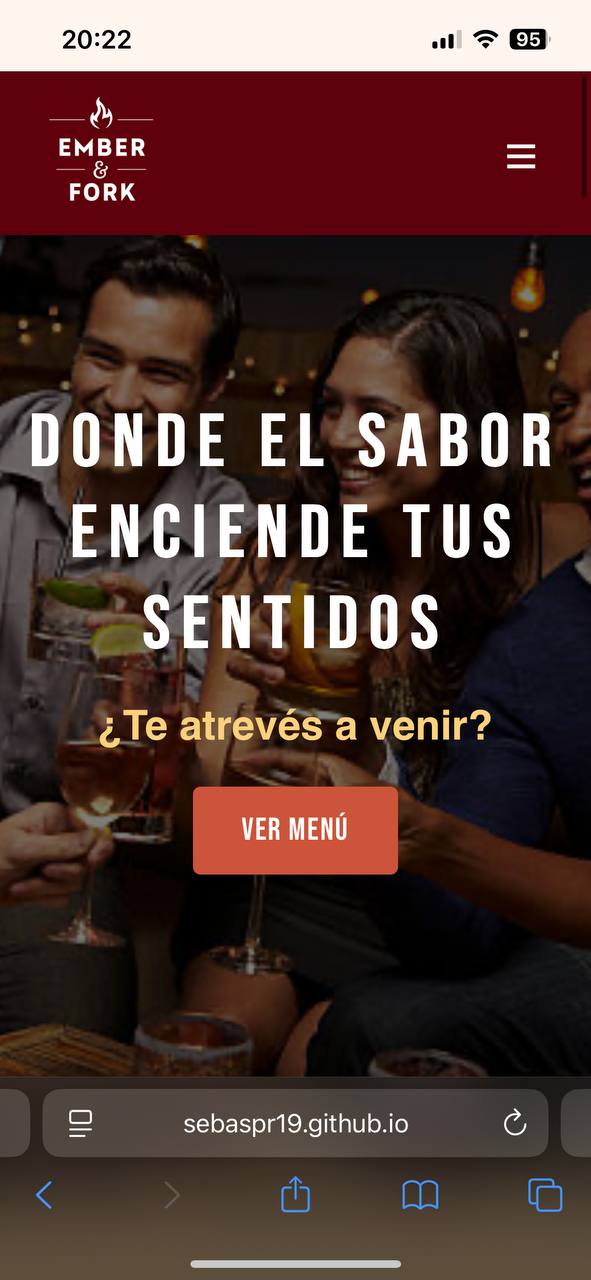 20:22
95
EMBER
&
FORK
DONDE EL SABOR
ENCIENDE TUS
SENTIDOS
¿Te atrevés a venir?
VER MENÚ
sebaspr19.github.io